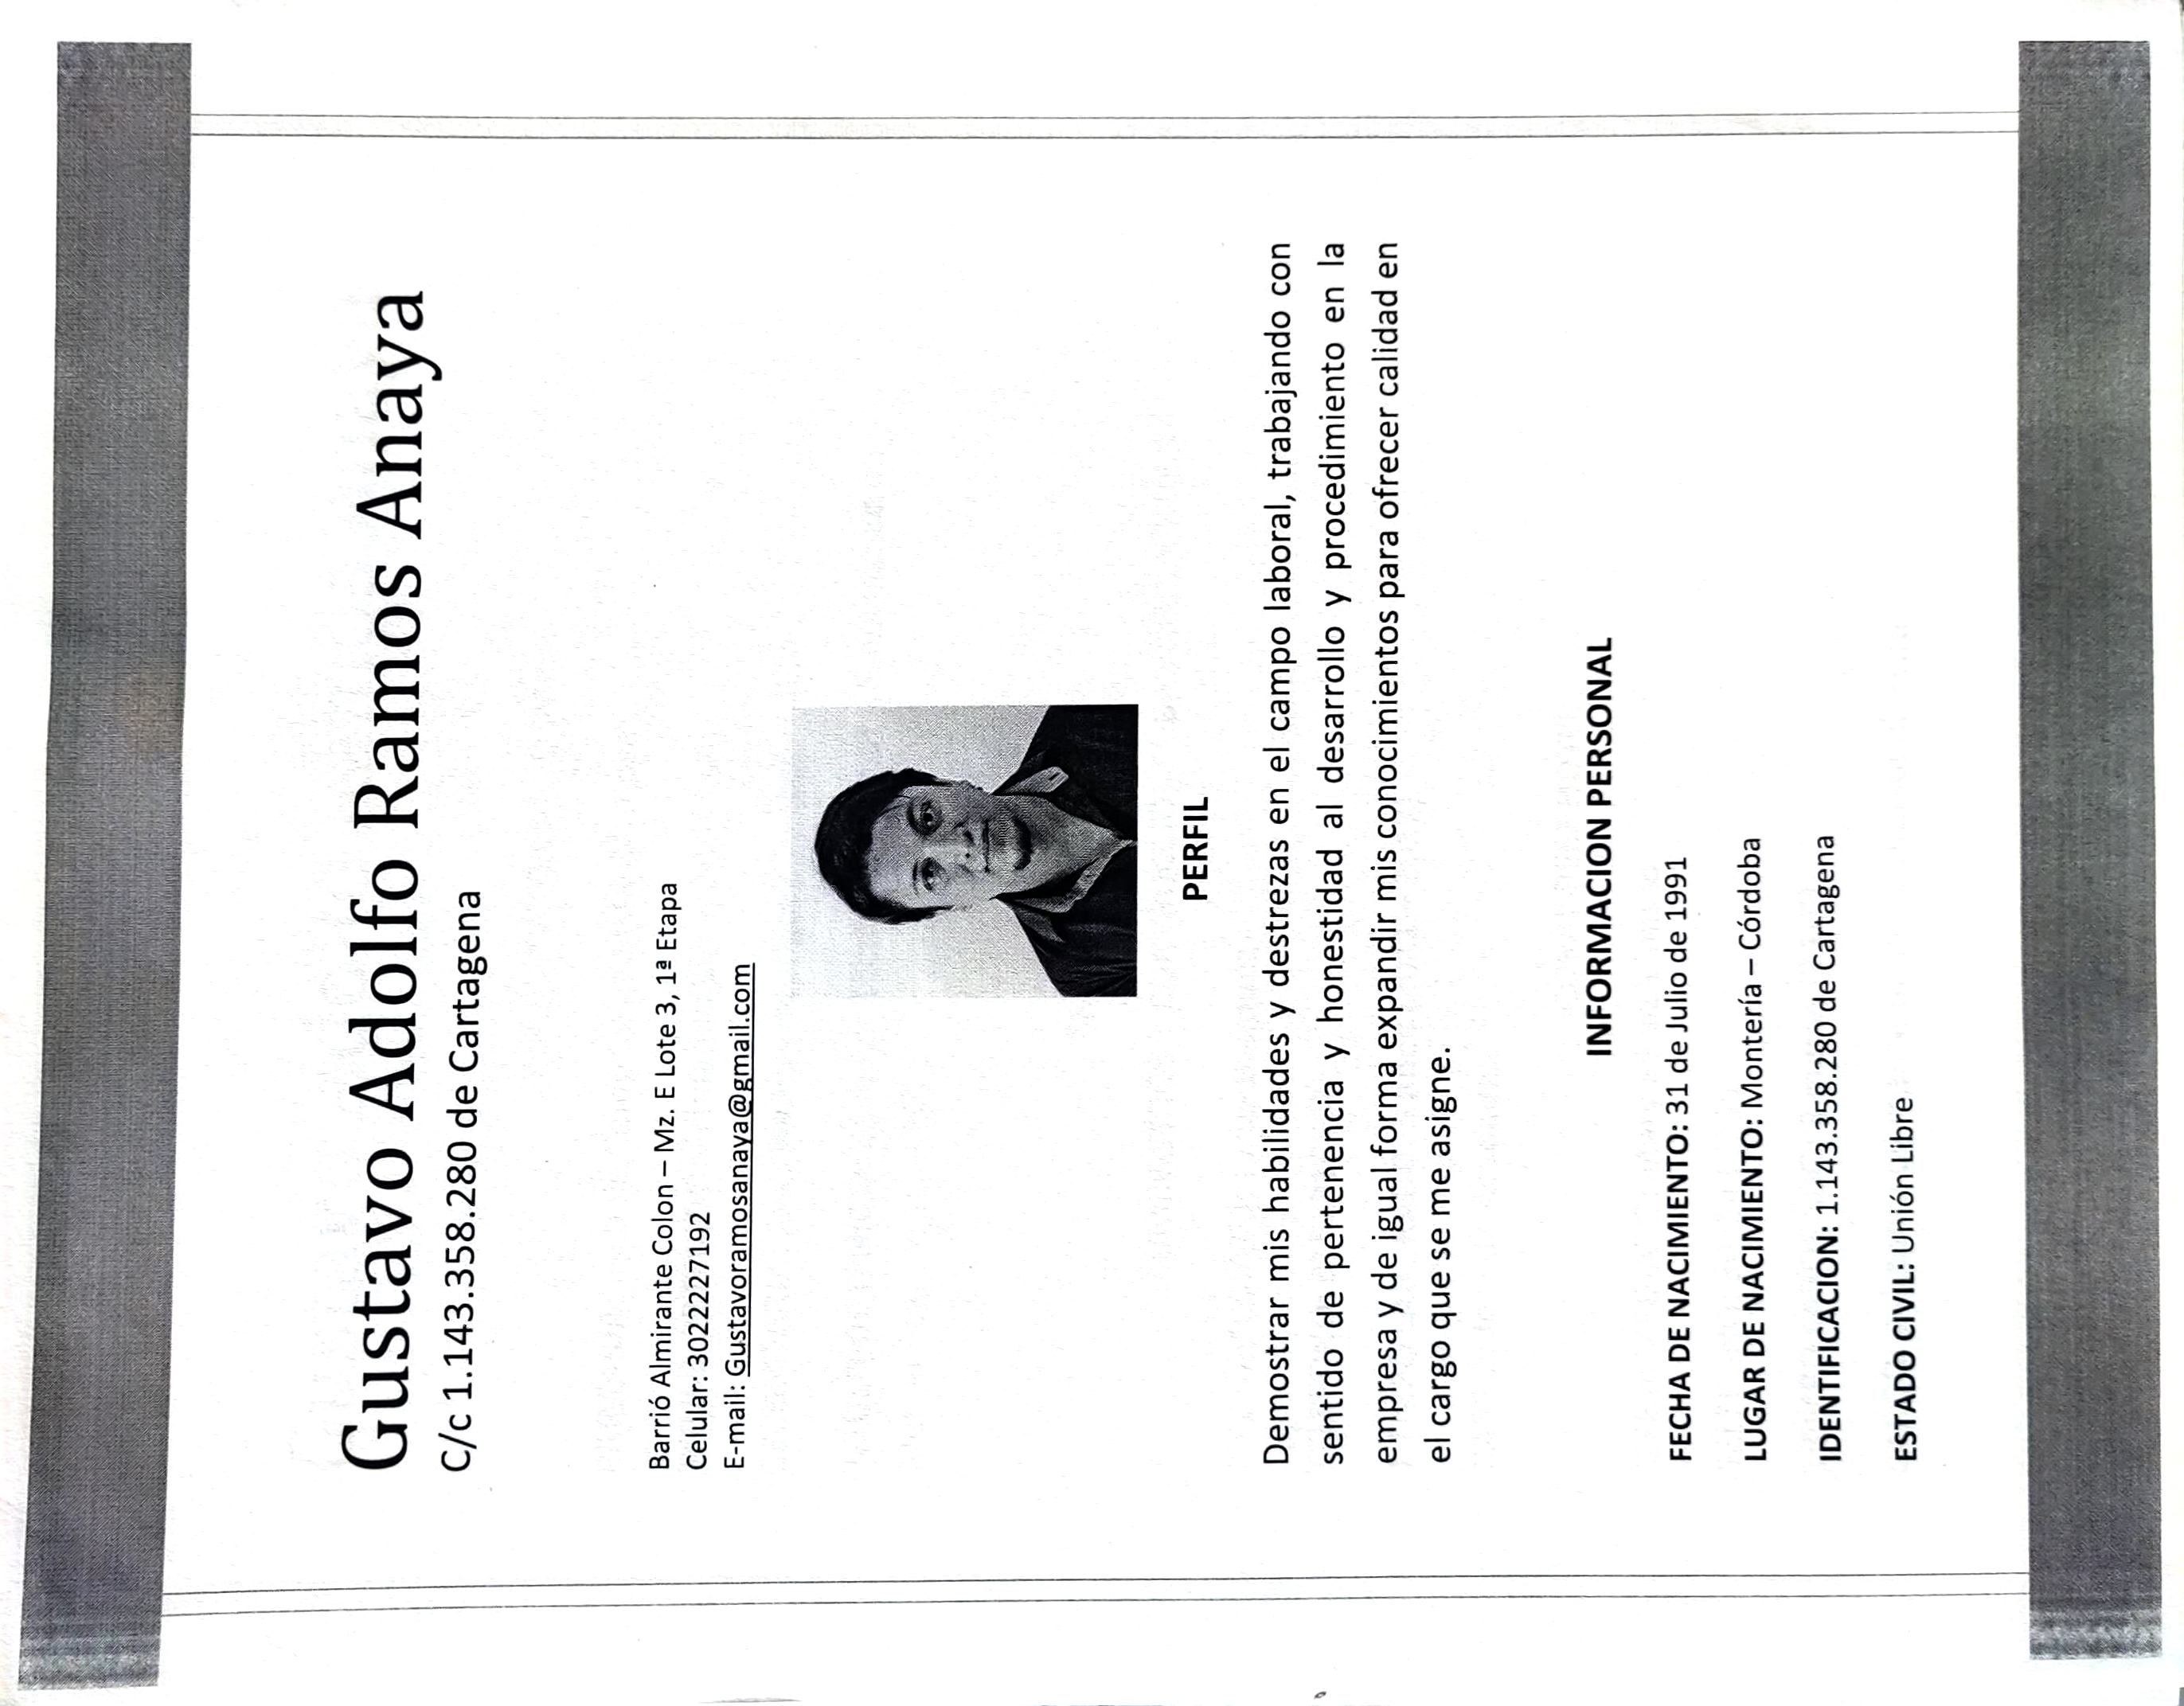 Gustavo Adolfo Ramos Anaya
C/c 1.143.358.280 de Cartagena
Barrió Almirante Colon – Mz. E Lote 3, 1ª Etapa
Celular: 3022227192
E-mail: Gustavoramosanaya@gmail.com
PERFIL
Demostrar mis habilidades y destrezas en el campo laboral, trabajando con
sentido de pertenencia y honestidad al desarrollo y procedimiento en la
empresa y de igual forma expandir mis conocimientos para ofrecer calidad en
el cargo que se me asigne.
INFORMACION PERSONAL
FECHA DE NACIMIENTO: 31 de Julio de 1991
LUGAR DE NACIMIENTO: Montería – Córdoba
IDENTIFICACION: 1.143.358.280 de Cartagena
ESTADO CIVIL: Unión Libre